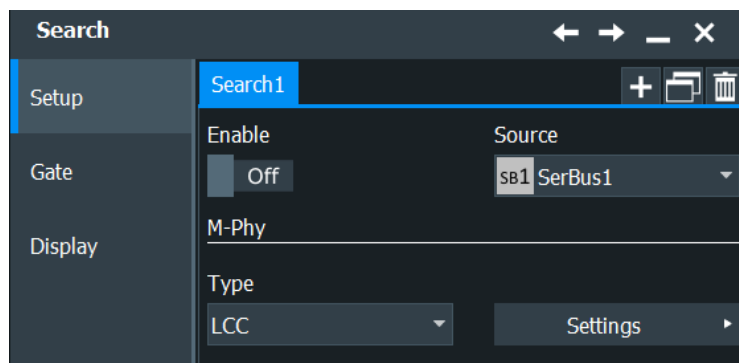 Search
Setup
Gate
Display
Search1
Enable
Off
Source
SB1 SerBus1
M-Phy
Type
LCC
Settings